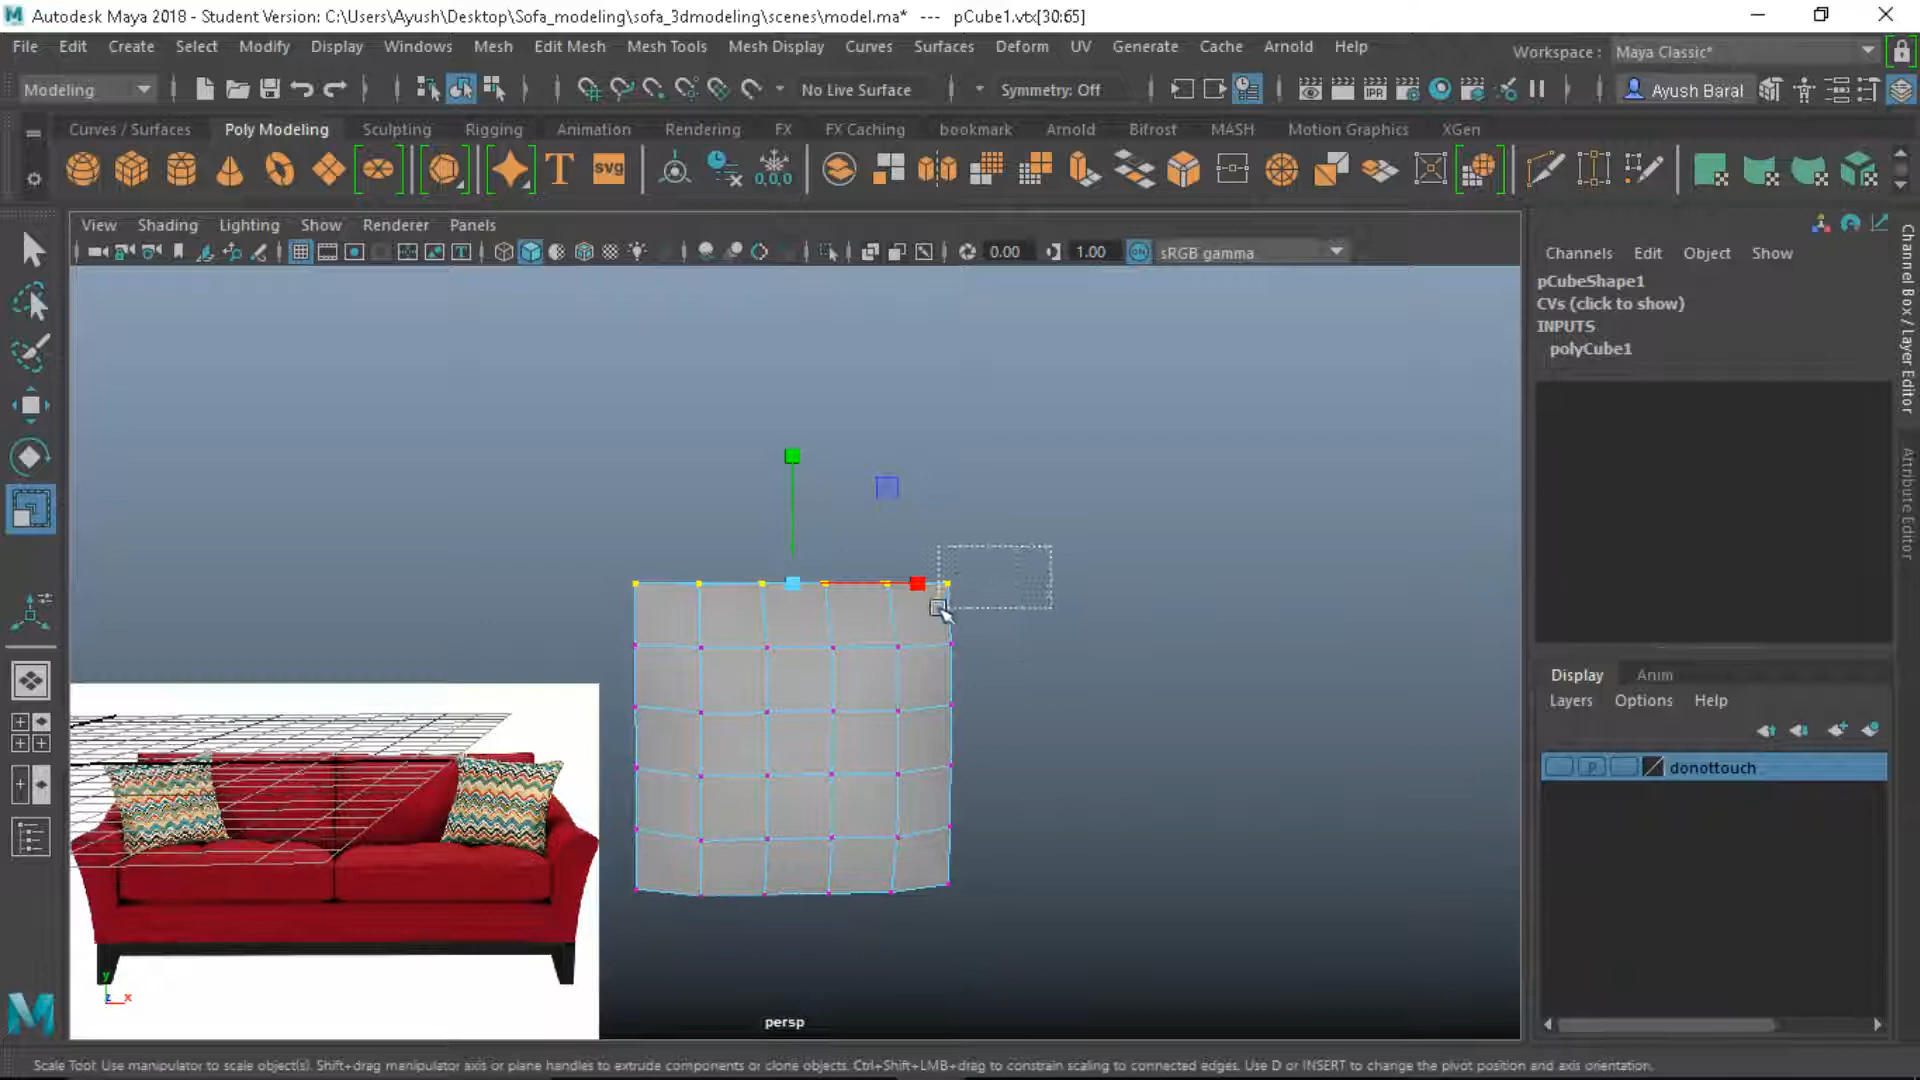 Autodesk Maya 2018 - Student Version: C:\Users\Ayush\Desktop\Sofa_modeling\sofa_3dmodeling\scenes\model.ma* --- pCube1.vtx[30:65]
File Edit Create Select Modify Display Windows Mesh Edit Mesh Mesh Tools Mesh Display Curves Surfaces Deform UV Generate Cache Arnold Help
Workspace : Maya Classic*
Modeling No Live Surface Symmetry: Off IPR Ayush Baral
Curves / Surfaces Poly Modeling Sculpting Rigging Animation Rendering FX FX Caching bookmark Arnold Bifrost MASH Motion Graphics XGen
T svg 0,0,0
View Shading Lighting Show Renderer Panels
0.00 1.00 ON sRGB gamma
Channels Edit Object Show
pCubeShape1
CVs (click to show)
INPUTS
polyCube1
Channel Box / Layer Editor
Attribute Editor
Display Anim
Layers Options Help
P donottouch
y
z x
persp
Scale Tool: Use manipulator to scale object(s). Shift+drag manipulator axis or plane handles to extrude components or clone objects. Ctrl+Shift+LMB+drag to constrain scaling to connected edges. Use D or INSERT to change the pivot position and axis orientation.